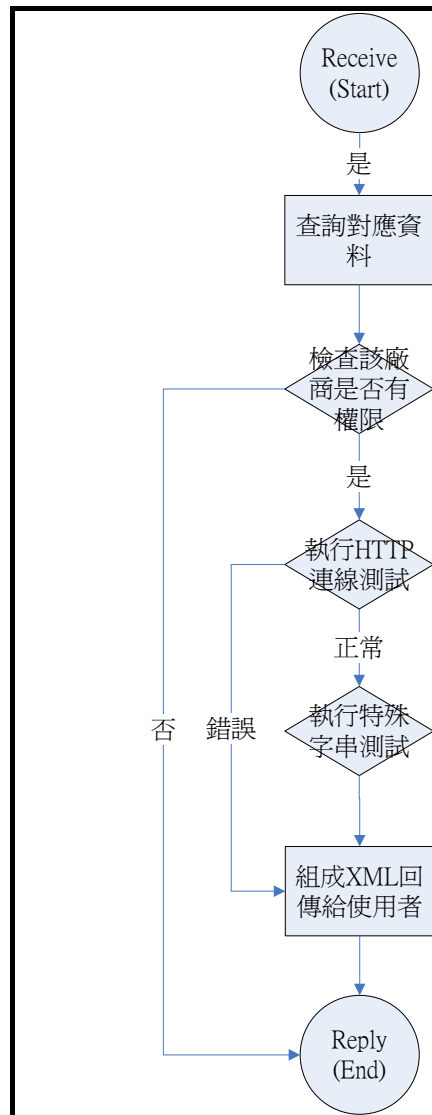 Receive
(Start)
是
查詢對應資
料
檢查該廠
商是否有
權限
是
執行HTTP
連線測試
正常
執行特殊
字串測試
否
錯誤
組成XML回
傳給使用者
Reply
(End)